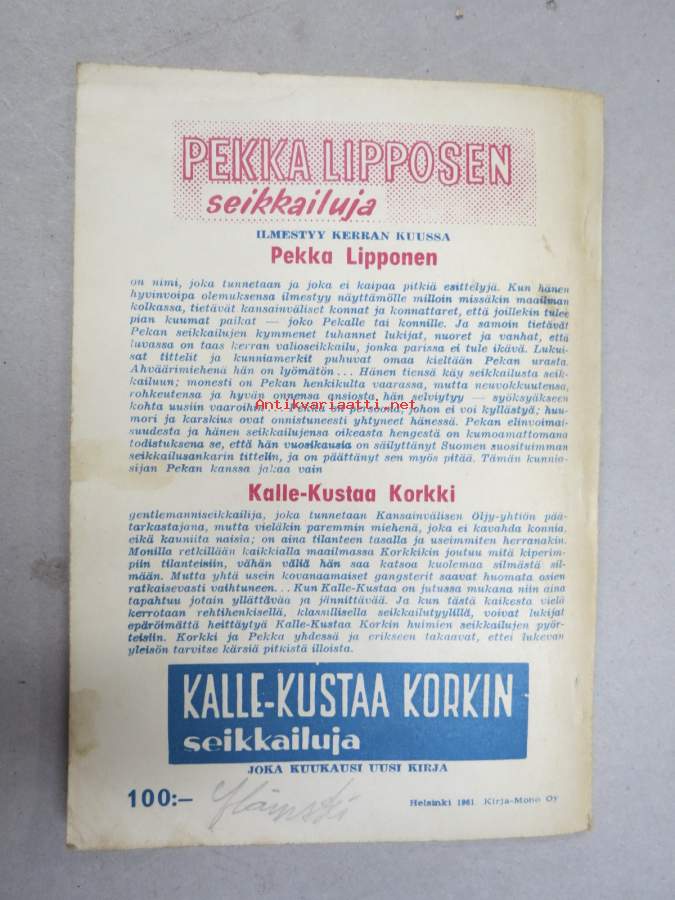 PEKKA LIPPOSEN
seikkailuja
ILMESTYY KERRAN KUUSSA
Pekka Lipponen
on nimi, joka tunnetaan ja joka ei kaipaa pitkiä esittelyjä. Kun hänen
hyvinvoipa olemuksensa ilmestyy näyttämölle milloin missäkin maailman
kolkassa, tietävät kansainväliset konnat ja konnattaret, että joillekin tulee
pian kuumat paikat — joko Pekalle tai konnille. Ja samoin tietävät
Pekan seikkailujen kymmenet tuhannet lukijat, nuoret ja vanhat, että
luvassa on taas kerran valioseikkailu, jonka parissa ei tule ikävä. Lukui-
sat tittelit ja kunniamerkit puhuvat omaa kieltään Pekan urasta.
Ahväärimiehenä hän on lyömätön... Hänen tiensä käy seikkailusta seik-
kailuun; monesti on Pekan henkikulta vaarassa, mutta neuvokkuutensa,
rohkeutensa ja hyvän onnensa ansiosta hän selviytyy — syöksyäkseen
kohta uusiin vaaroihin... Pekka on persoona, johon ei voi kyllästyä; huu-
Antikvariaatti.net
mori ja karskius ovat onnistuneesti yhtyneet hänessä. Pekan elinvoimai-
suudesta ja hänen seikkailujensa oikeasta hengestä on kumoamattomana
todistuksena se, että hän vuosikausia on säilyttänyt Suomen suosituimman
seikkailusankarin tittelin, ja on päättänyt sen myös pitää. Tämän kunnia-
sijan Pekan kanssa jakaa vain
Kalle-Kustaa Korkki
gentlemanniseikkailija, joka tunnetaan Kansainvälisen Öljy-yhtiön pää-
tarkastajana, mutta vieläkin paremmin miehenä, joka ei kavahda konnia,
eikä kauniita naisia; on aina tilanteen tasalla ja useimmiten herranakin.
Monilla retkillään kaikkialla maailmassa Korkkikin joutuu mitä kiperim-
piin tilanteisiin, vähän väliä hän saa katsoa kuolemaa silmästä sil-
mään. Mutta yhtä usein kovanaamaiset gangsterit saavat huomata osien
ratkaisevasti vaihtuneen... Kun Kalle-Kustaa on jutussa mukana niin aina
tapahtuu jotain yllättävää ja jännittävää. Ja kun tästä kaikesta vielä
kerrotaan rehtihenkisellä, klassillisella seikkailutyylillä, voivat lukijat
epäröimättä heittäytyä Kalle-Kustaa Korkin huimien seikkailujen pyör-
teisiin. Korkki ja Pekka yhdessä ja erikseen takaavat, ettei lukevan
yleisön tarvitse kärsiä pitkistä illoista.
KALLE-KUSTAA KORKIN
seikkailuja
JOKA KUUKAUSI UUSI KIRJA
100:—
Helsinki 1961. Kirja-Mono Oy